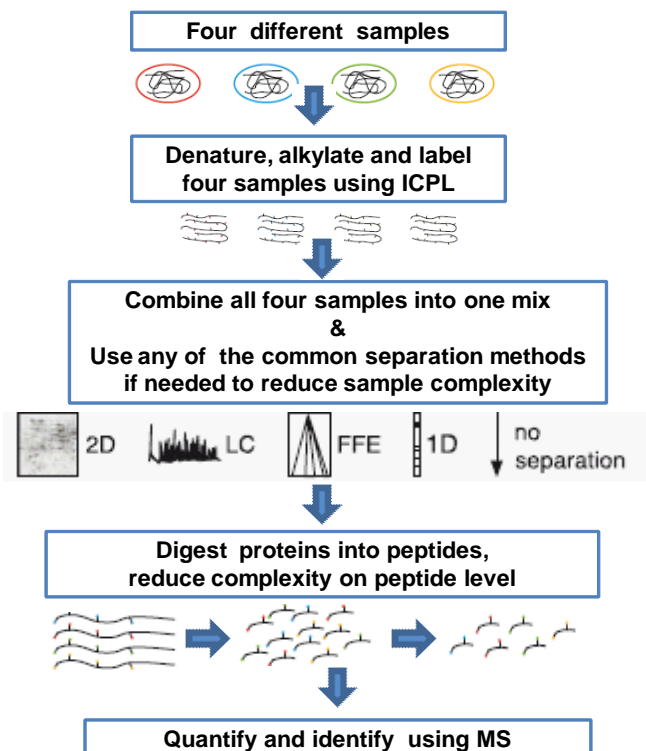 Four different samples
Denature, alkylate and label
four samples using ICPL
Combine all four samples into one mix
&
Use any of the common separation methods
if needed to reduce sample complexity
2D LC FFE 1D no
separation
Digest proteins into peptides,
reduce complexity on peptide level
Quantify and identify using MS